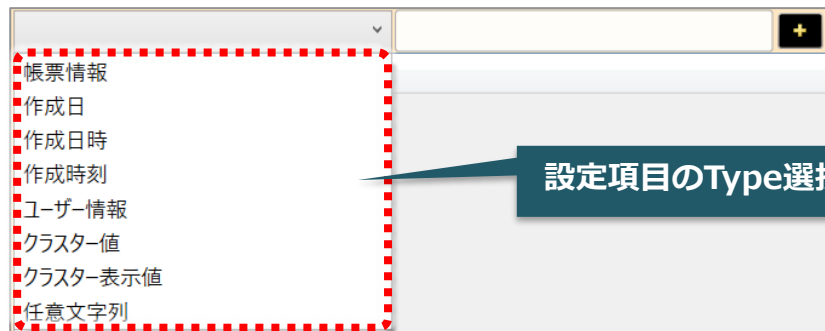 帳票情報
作成日
作成日時
作成時刻
ユーザー情報
クラスター値
クラスター表示値
任意文字列
設定項目のType選択